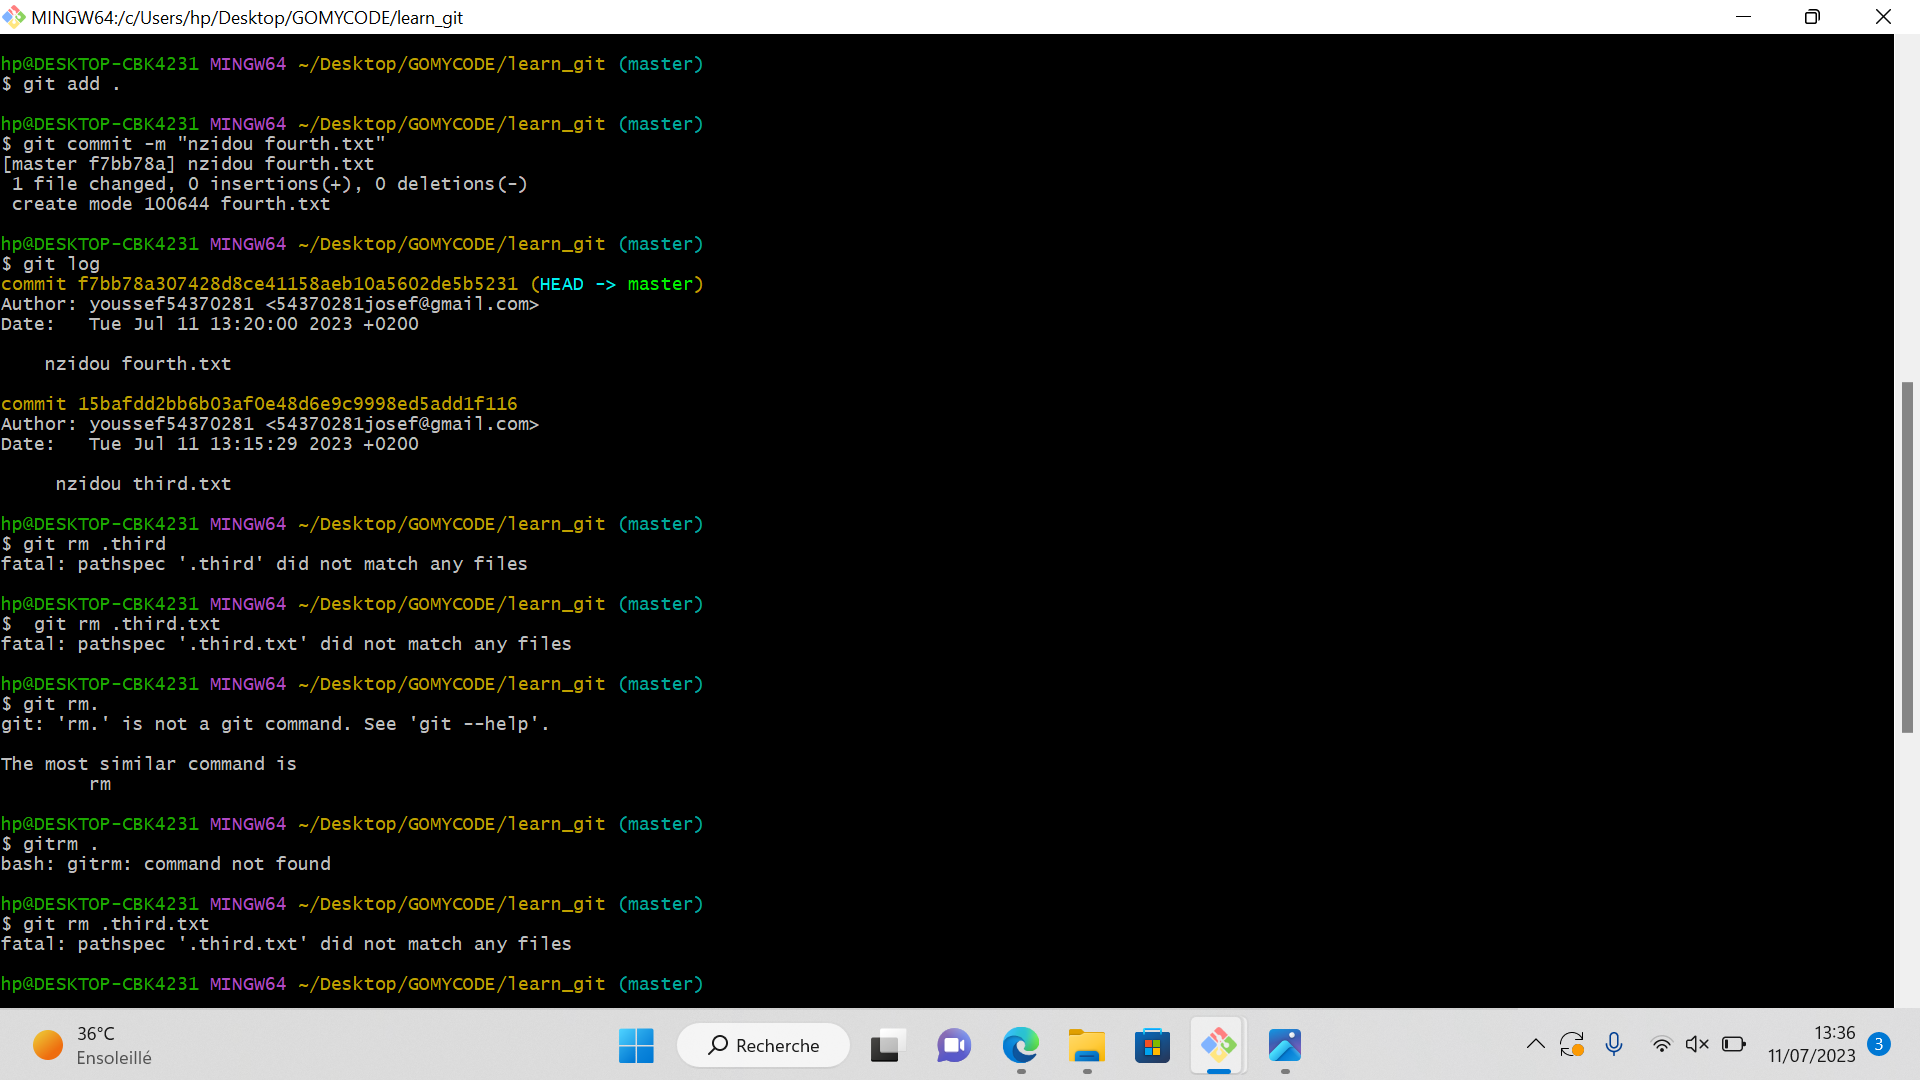 MINGW64:/c/Users/hp/Desktop/GOMYCODE/learn_git
hp@DESKTOP-CBK4231 MINGW64 ~/Desktop/GOMYCODE/learn_git (master)
$ git add .
hp@DESKTOP-CBK4231 MINGW64 ~/Desktop/GOMYCODE/learn_git (master)
$ git commit -m "nzidou fourth.txt"
[master f7bb78a] nzidou fourth.txt
 1 file changed, 0 insertions(+), 0 deletions(-)
 create mode 100644 fourth.txt
hp@DESKTOP-CBK4231 MINGW64 ~/Desktop/GOMYCODE/learn_git (master)
$ git log
commit f7bb78a307428d8ce41158aeb10a5602de5b5231 (HEAD -> master)
Author: youssef54370281 <54370281josef@gmail.com>
Date:   Tue Jul 11 13:20:00 2023 +0200
    nzidou fourth.txt
commit 15bafdd2bb6b03af0e48d6e9c9998ed5add1f116
Author: youssef54370281 <54370281josef@gmail.com>
Date:   Tue Jul 11 13:15:29 2023 +0200
     nzidou third.txt
hp@DESKTOP-CBK4231 MINGW64 ~/Desktop/GOMYCODE/learn_git (master)
$ git rm .third
fatal: pathspec '.third' did not match any files
hp@DESKTOP-CBK4231 MINGW64 ~/Desktop/GOMYCODE/learn_git (master)
$  git rm .third.txt
fatal: pathspec '.third.txt' did not match any files
hp@DESKTOP-CBK4231 MINGW64 ~/Desktop/GOMYCODE/learn_git (master)
$ git rm.
git: 'rm.' is not a git command. See 'git --help'.
The most similar command is
        rm
hp@DESKTOP-CBK4231 MINGW64 ~/Desktop/GOMYCODE/learn_git (master)
$ gitrm .
bash: gitrm: command not found
hp@DESKTOP-CBK4231 MINGW64 ~/Desktop/GOMYCODE/learn_git (master)
$ git rm .third.txt
fatal: pathspec '.third.txt' did not match any files
hp@DESKTOP-CBK4231 MINGW64 ~/Desktop/GOMYCODE/learn_git (master)
36°C
Ensoleillé
Recherche
13:36
11/07/2023
3